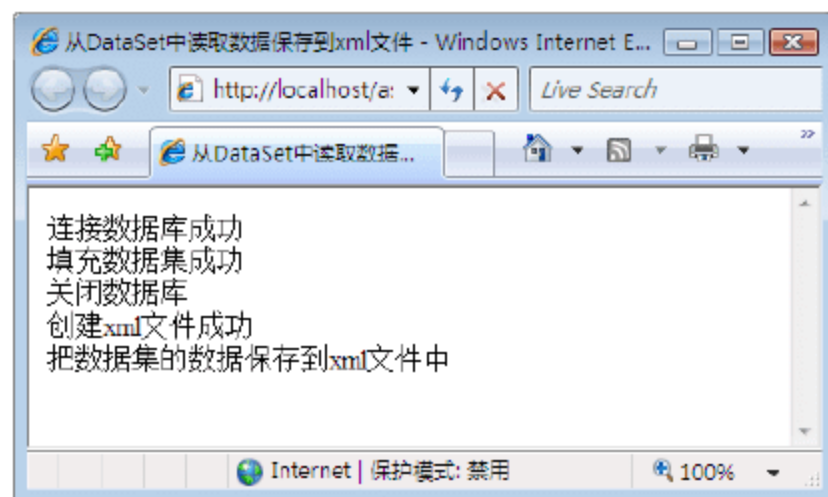 从DataSet中读取数据保存到xml文件 - Windows Internet E...
http://localhost/a:
Live Search
从DataSet中读取数据...
连接数据库成功
填充数据集成功
关闭数据库
创建xml文件成功
把数据集的数据保存到xml文件中
Internet | 保护模式: 禁用
100%